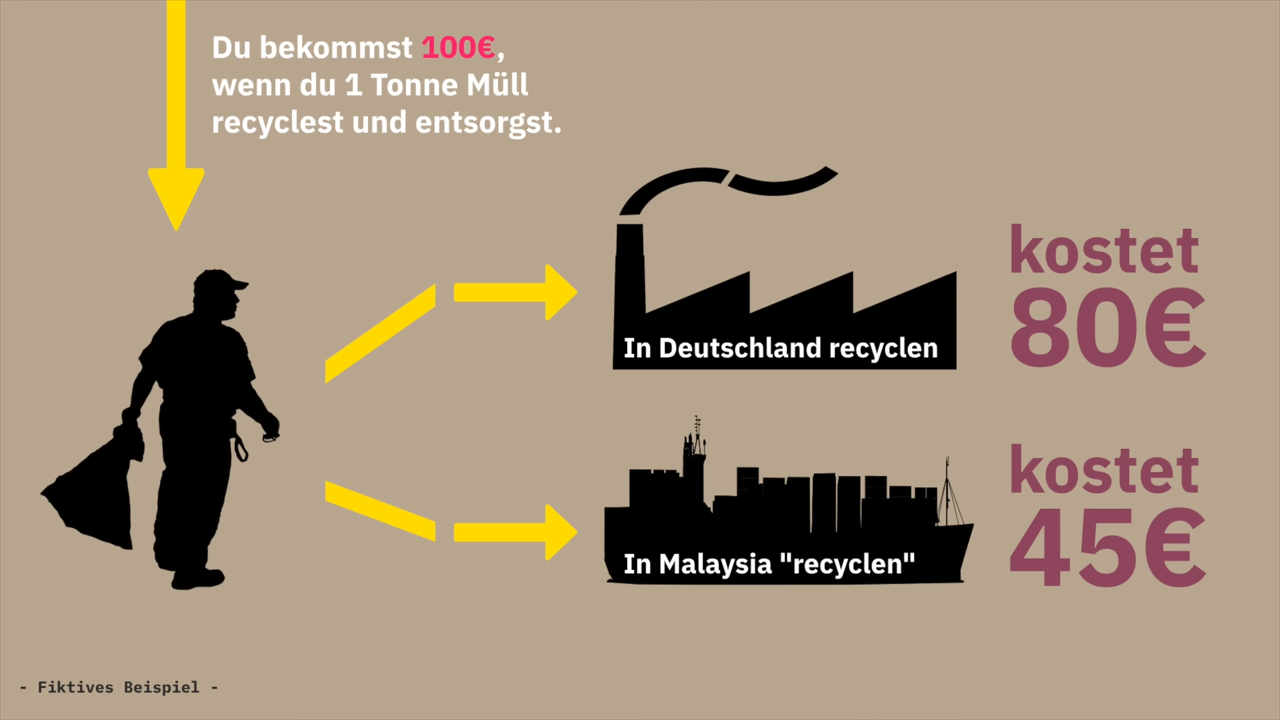 Du bekommst 100€,
wenn du 1 Tonne Müll
recyclest und entsorgst.
In Deutschland recyclen
kostet
80€
In Malaysia "recyclen"
kostet
45€
- Fiktives Beispiel -